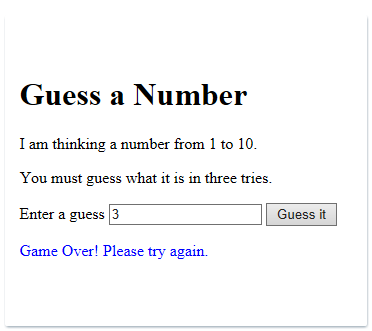 Guess a Number
I am thinking a number from 1 to 10.
You must guess what it is in three tries.
Enter a guess 3 Guess it
Game Over! Please try again.